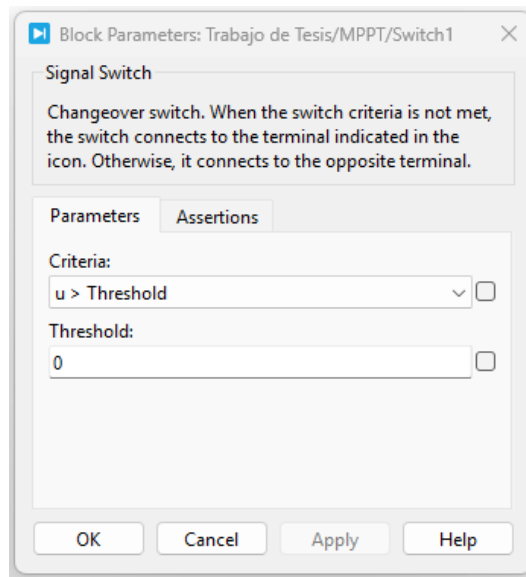 Block Parameters: Trabajo de Tesis/MPPT/Switch1
Signal Switch
Changeover switch. When the switch criteria is not met,
the switch connects to the terminal indicated in the
icon. Otherwise, it connects to the opposite terminal.
Parameters Assertions
Criteria:
u > Threshold
Threshold:
0
OK Cancel Apply Help